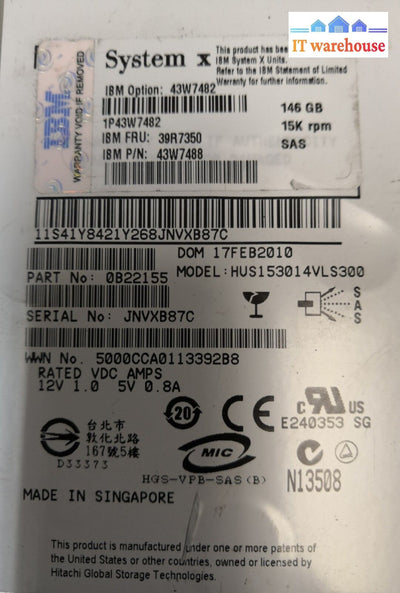 IT warehouse
IBM
WARRANTY VOID IF REMOVED
System x
This product has been
IBM System X Units.
Refer to the IBM Statement of Limited
Warranty for further information.
IBM Option: 43W7482
1P43W7482
IBM FRU: 39R7350
IBM P/N: 43W7488
146 GB
15K rpm
SAS
11S41Y8421Y268JNVXB87C
DOM 17FEB2010
PART No: 0B22155
MODEL: HUS153014VLS300
SERIAL No: JNVXB87C
SAS
WWN No. 5000CCA0113392B8
RATED VDC AMPS
12V 1.0 5V 0.8A
台北市
敦化北路
167號5樓
D33373
20
CE
c RU US
E240353 SG
MIC
HGS-VPB-SAS(B)
N13508
MADE IN SINGAPORE
This product is manufactured under one or more patents of
the United States or other countries, owned or licensed by
Hitachi Global Storage Technologies.